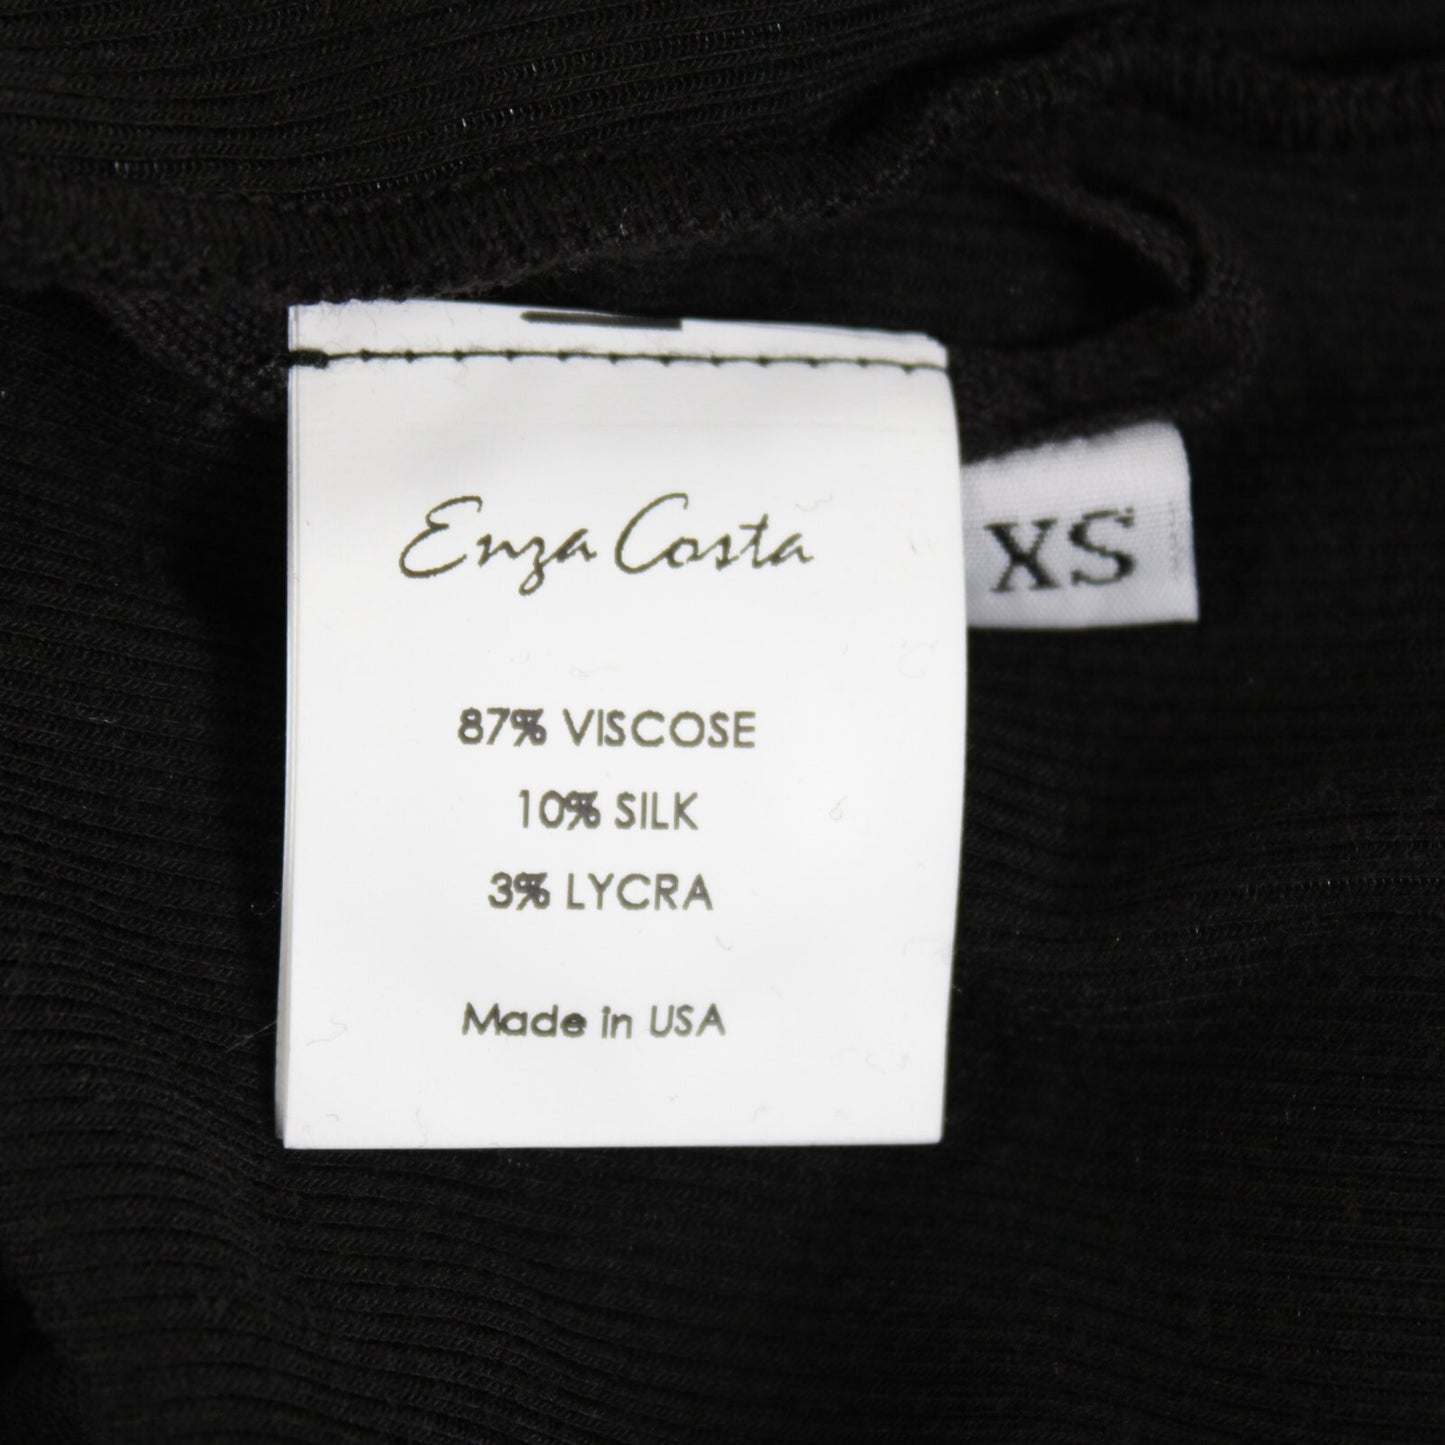 Enza Costa
XS
87% VISCOSE
10% SILK
3% LYCRA
Made in USA